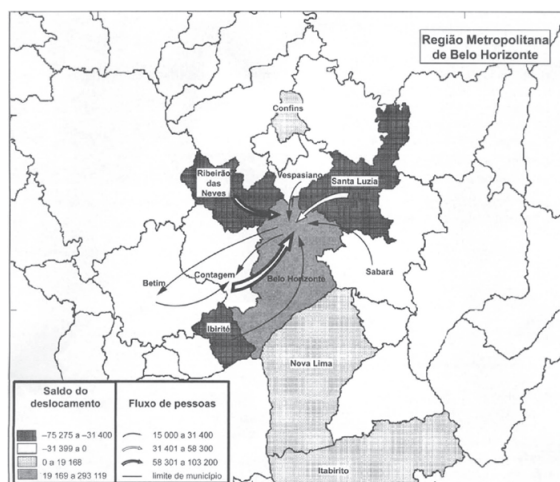 Região Metropolitana
de Belo Horizonte
Confins
Vespasiano
Ribeirão
das
Neves
Santa Luzia
Contagem
Betim
Belo Horizonte
Sabará
Ibirité
Nova Lima
Itabirito
Saldo do
deslocamento
–75 275 a –31 400
–31 399 a 0
0 a 19 168
19 169 a 293 119
Fluxo de pessoas
15 000 a 31 400
31 401 a 58 300
58 301 a 103 200
limite de município